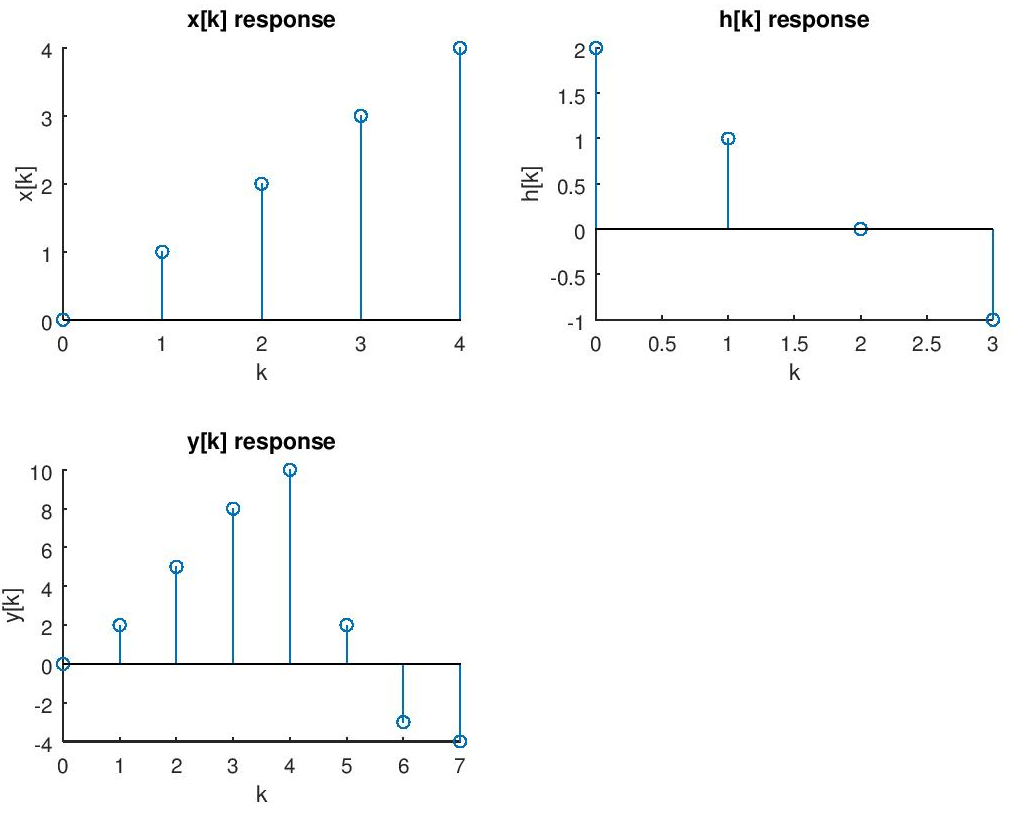 x[k] response
4
3
2
1
0
x[k]
0 1 2 3 4
k
h[k] response
2
1.5
1
0.5
0
-0.5
-1
h[k]
0 0.5 1 1.5 2 2.5 3
k
y[k] response
10
8
6
4
2
0
-2
-4
y[k]
0 1 2 3 4 5 6 7
k